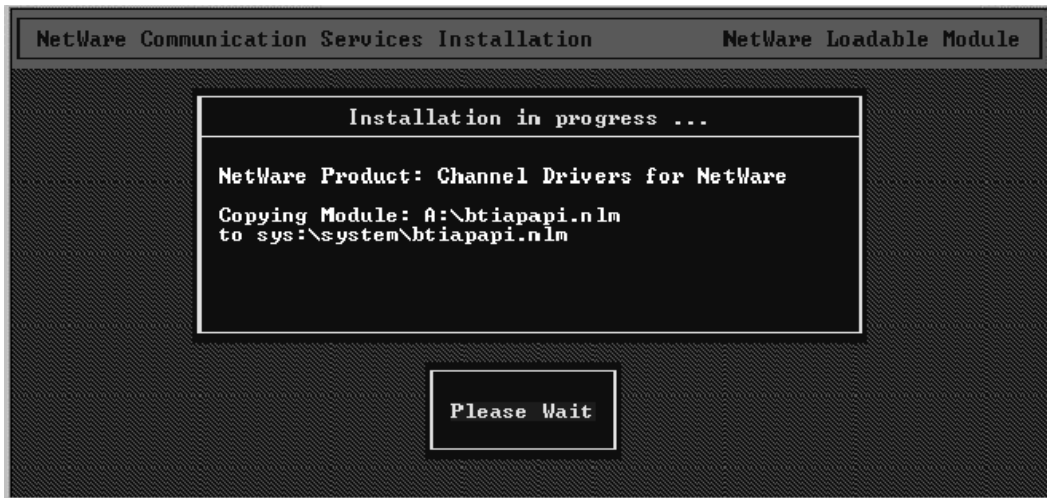 NetWare Communication Services Installation NetWare Loadable Module
Installation in progress ...
NetWare Product: Channel Drivers for NetWare
Copying Module: A:\btiapapi.nlm
to sys:\system\btiapapi.nlm
Please Wait